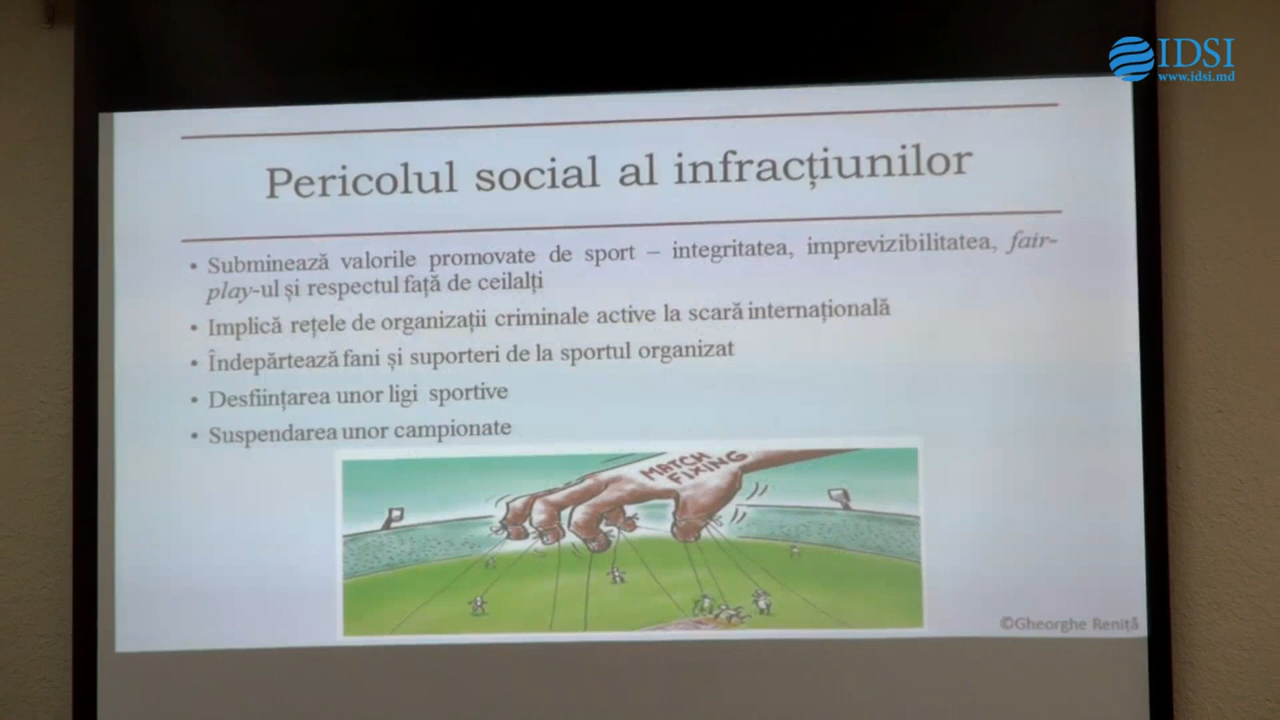 IDSI
www.idsi.md
Pericolul social al infracțiunilor
• Subminează valorile promovate de sport – integritatea, imprevizibilitatea, fair-
play-ul și respectul față de ceilalți
• Implică rețele de organizații criminale active la scară internațională
• Îndepărtează fani și suporteri de la sportul organizat
• Desființarea unor ligi sportive
• Suspendarea unor campionate
MATCH
FIXING
©Gheorghe Reniță